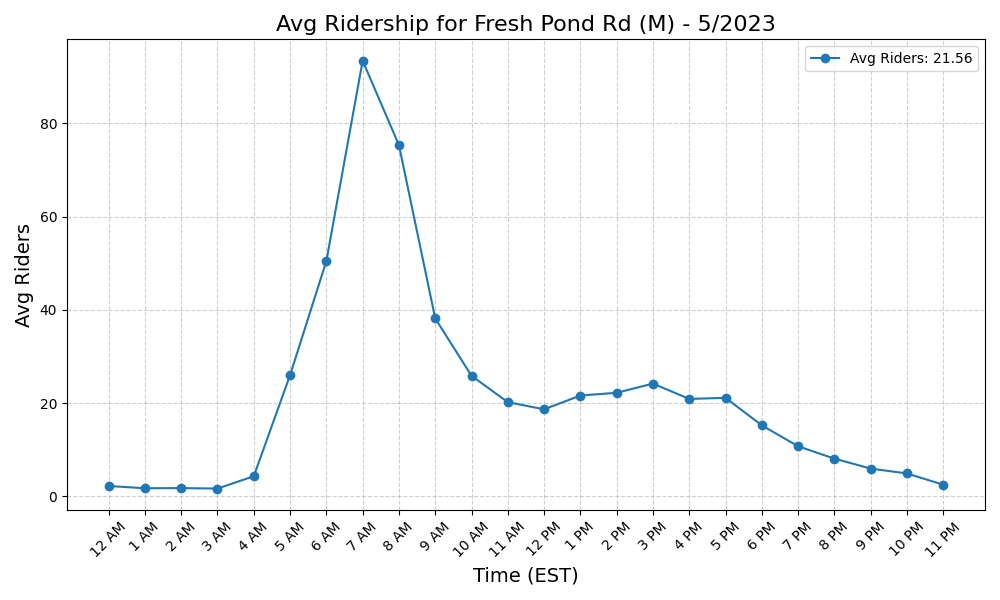 Avg Ridership for Fresh Pond Rd (M) - 5/2023
Avg Riders: 21.56
Avg Riders
80
60
40
20
0
12 AM
1 AM
2 AM
3 AM
4 AM
5 AM
6 AM
7 AM
8 AM
9 AM
10 AM
11 AM
12 PM
1 PM
2 PM
3 PM
4 PM
5 PM
6 PM
7 PM
8 PM
9 PM
10 PM
11 PM
Time (EST)